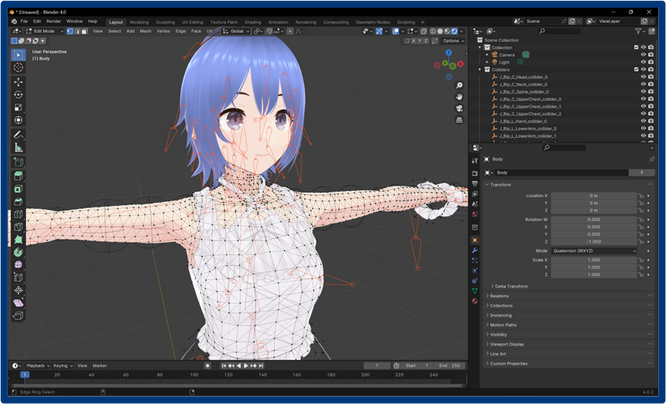 * (Unsaved) - Blender 4.0
File Edit Render Window Help Layout Modeling Sculpting UV Editing Texture Paint Shading Animation Rendering Compositing Geometry Nodes Scripting + Scene ViewLayer
Edit Mode View Select Add Mesh Vertex Edge Face UV Global
X Y Z Options
User Perspective
(1) Body
Scene Collection
Collection
Camera
Light
Colliders
J_Bip_C_Head_collider_0
J_Bip_C_Neck_collider_0
J_Bip_C_Spine_collider_0
J_Bip_C_UpperChest_collider_0
J_Bip_C_UpperChest_collider_1
J_Bip_C_UpperChest_collider_2
J_Bip_L_Hand_collider_0
J_Bip_L_LowerArm_collider_0
J_Bip_L_LowerArm_collider_1
Body
Body
Transform
Location X 0 m
Y 0 m
Z 0 m
Rotation W 0.000
X 0.000
Y 0.000
Z -1.000
Mode Quaternion (WXYZ)
Scale X 1.000
Y 1.000
Z 1.000
Delta Transform
Relations
Collections
Instancing
Motion Paths
Visibility
Viewport Display
Line Art
Custom Properties
Playback Keying View Marker 1 Start 1 End 250
1 20 40 60 80 100 120 140 160 180 200 220 240
Edge Ring Select 4.0.2